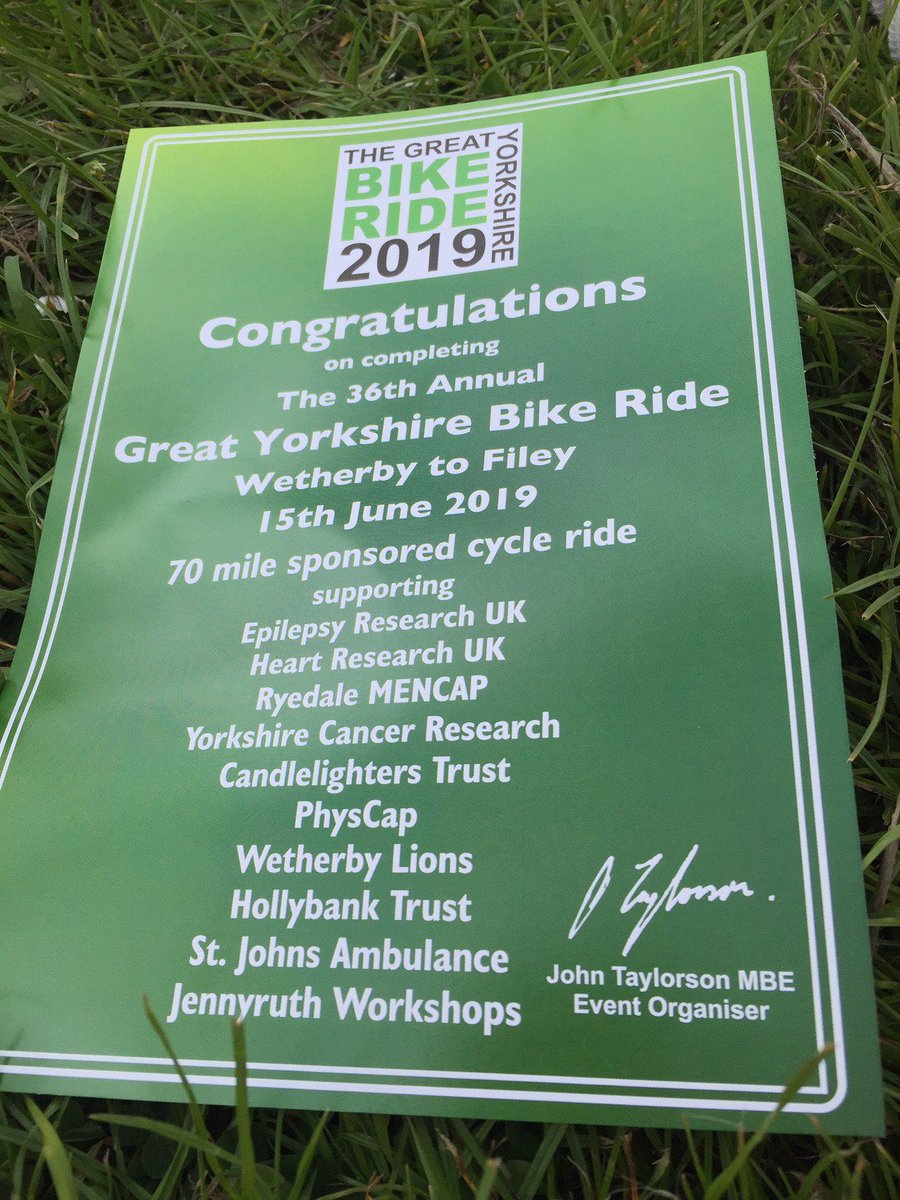 THE GREAT
YORKSHIRE
BIKE
RIDE
2019
Congratulations
on completing
The 36th Annual
Great Yorkshire Bike Ride
Wetherby to Filey
15th June 2019
70 mile sponsored cycle ride
supporting
Epilepsy Research UK
Heart Research UK
Ryedale MENCAP
Yorkshire Cancer Research
Candlelighters Trust
PhysCap
Wetherby Lions
Hollybank Trust
St. Johns Ambulance
Jennyruth Workshops
J Taylorson.
John Taylorson MBE
Event Organiser